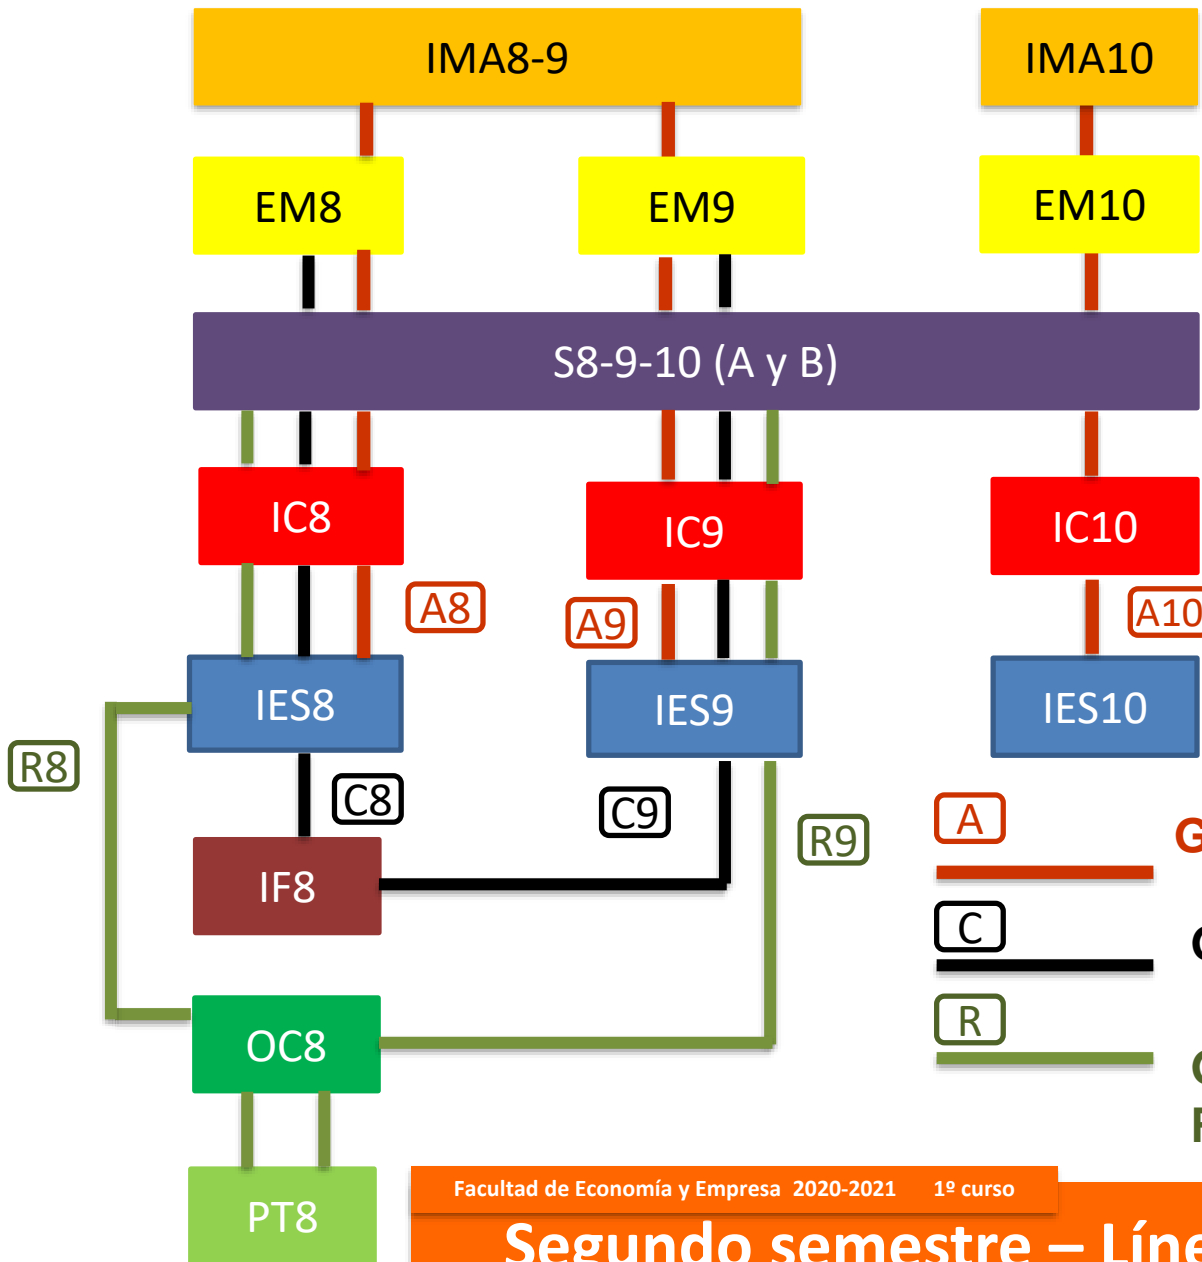 IMA8-9
IMA10
EM8
EM9
EM10
S8-9-10 (A y B)
IC8
IC9
IC10
A8
A9
A10
IES8
IES9
IES10
R8
C8
C9
R9
A
G
IF8
C
R
OC8
PT8
Facultad de Economía y Empresa 2020-2021 1º curso
Segundo semestre –